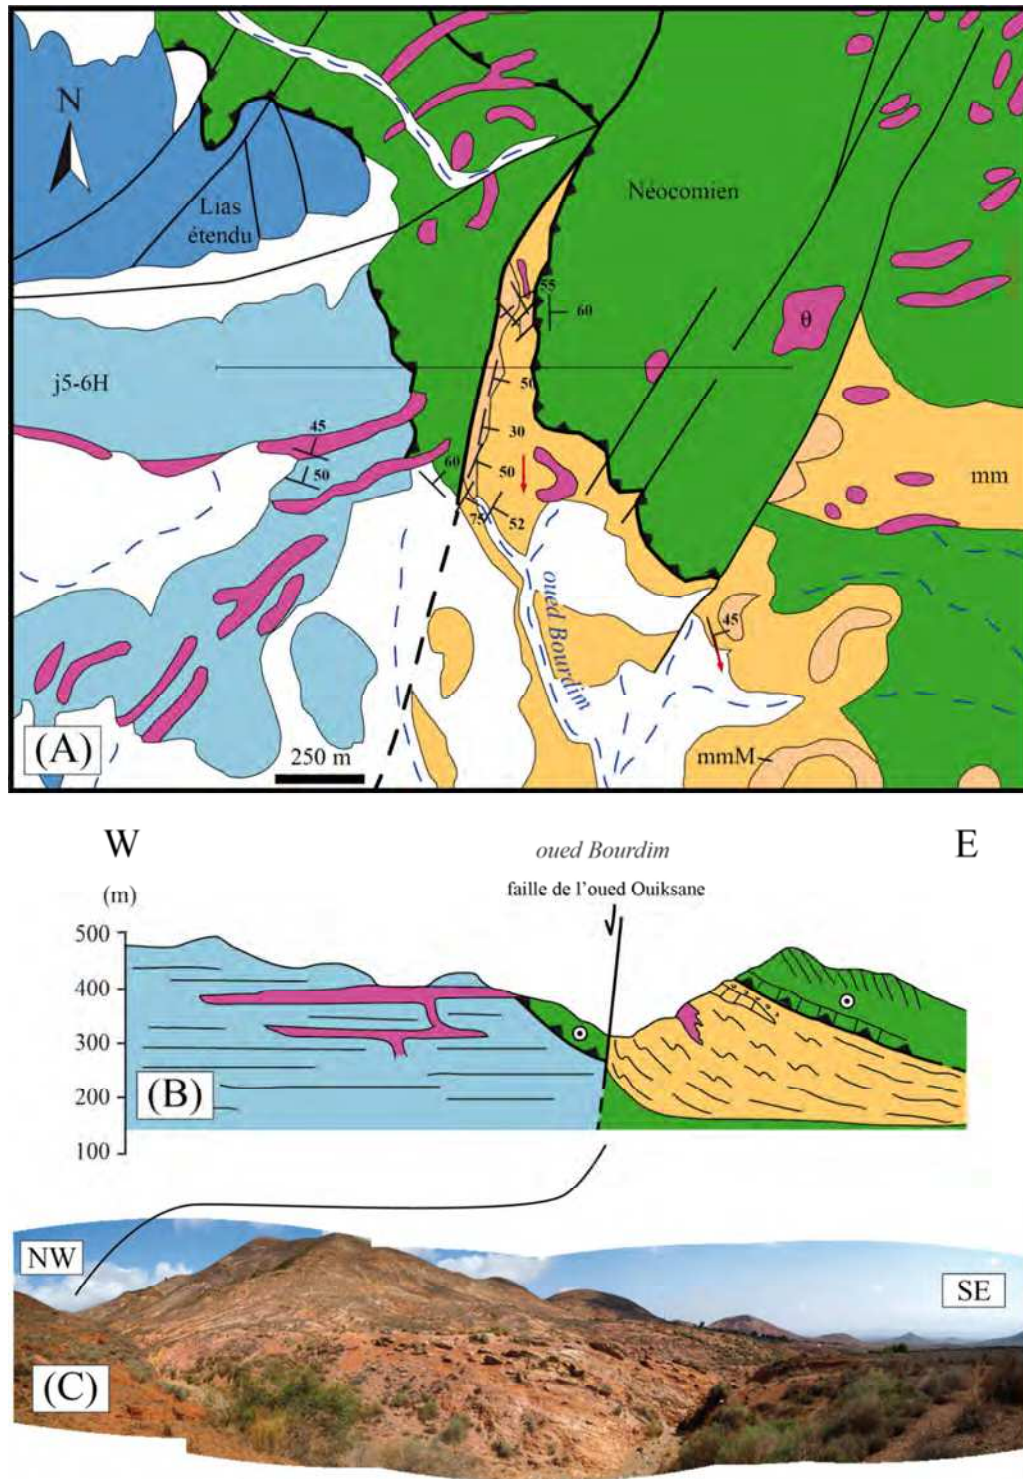 N
Lias
étendu
Néocomien
55
60
θ
j5-6H
50
45
30
mm
50
60
50
75
52
oued Bourdim
45
(A)
250 m
mmM
W
oued Bourdim
E
(m)
faille de l'oued Ouiksane
500
400
300
200
(B)
100
NW
SE
(C)